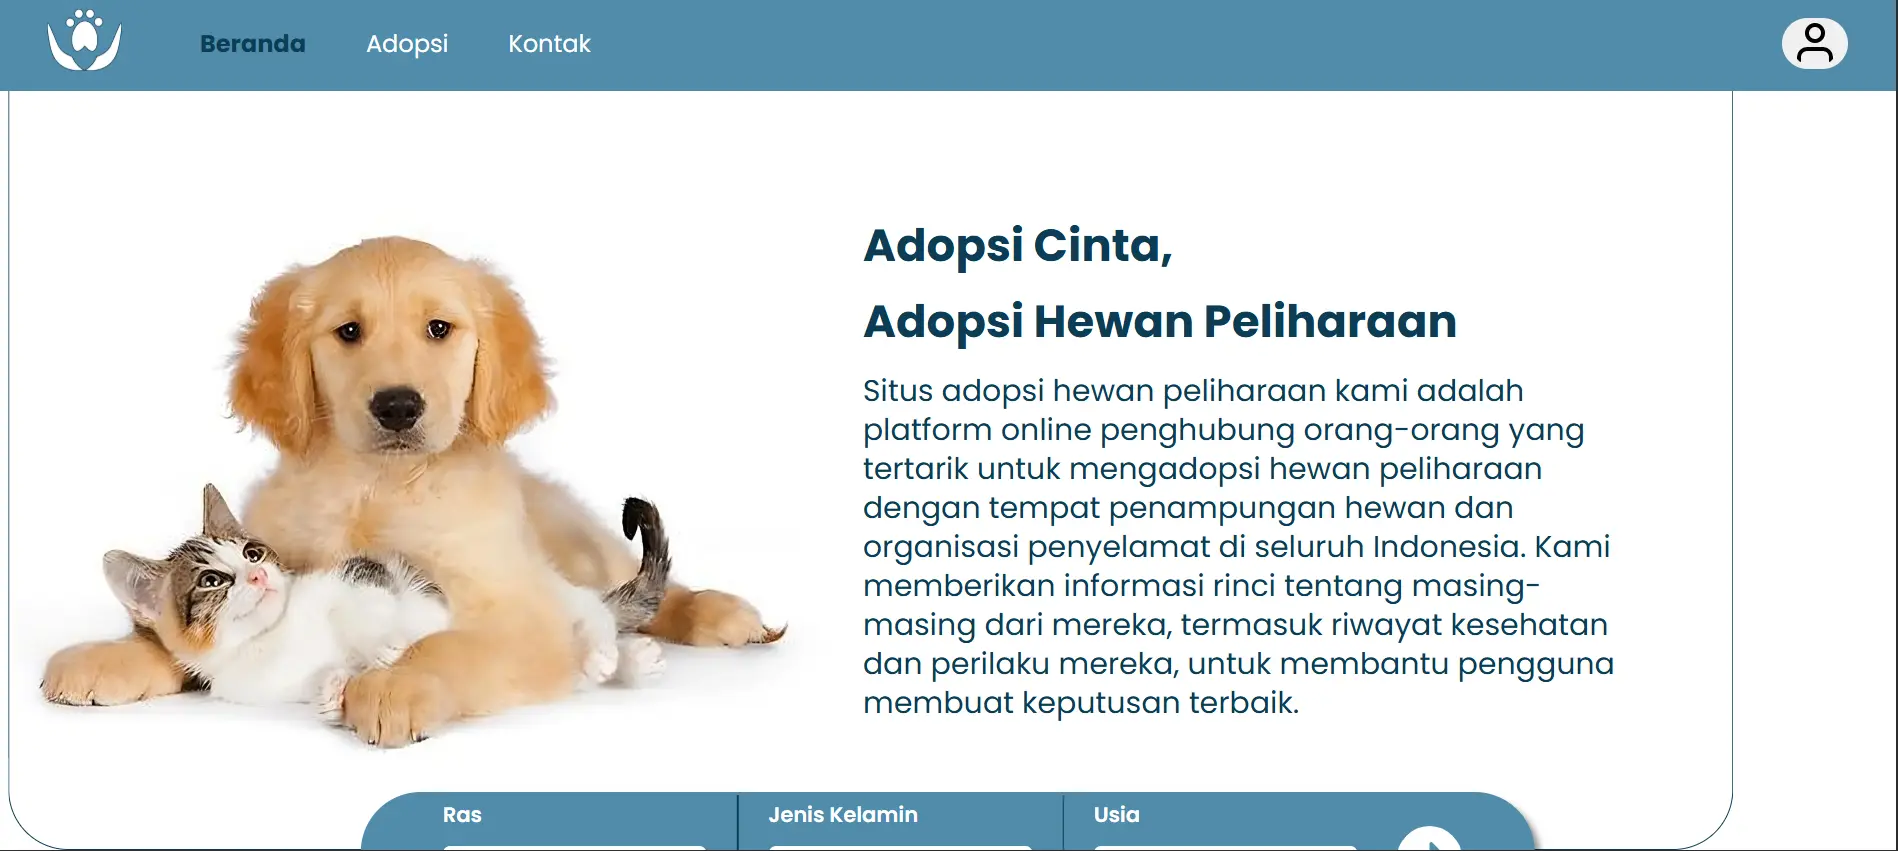 Beranda Adopsi Kontak
Adopsi Cinta,
Adopsi Hewan Peliharaan
Situs adopsi hewan peliharaan kami adalah
platform online penghubung orang-orang yang
tertarik untuk mengadopsi hewan peliharaan
dengan tempat penampungan hewan dan
organisasi penyelamat di seluruh Indonesia. Kami
memberikan informasi rinci tentang masing-
masing dari mereka, termasuk riwayat kesehatan
dan perilaku mereka, untuk membantu pengguna
membuat keputusan terbaik.
Ras Jenis Kelamin Usia